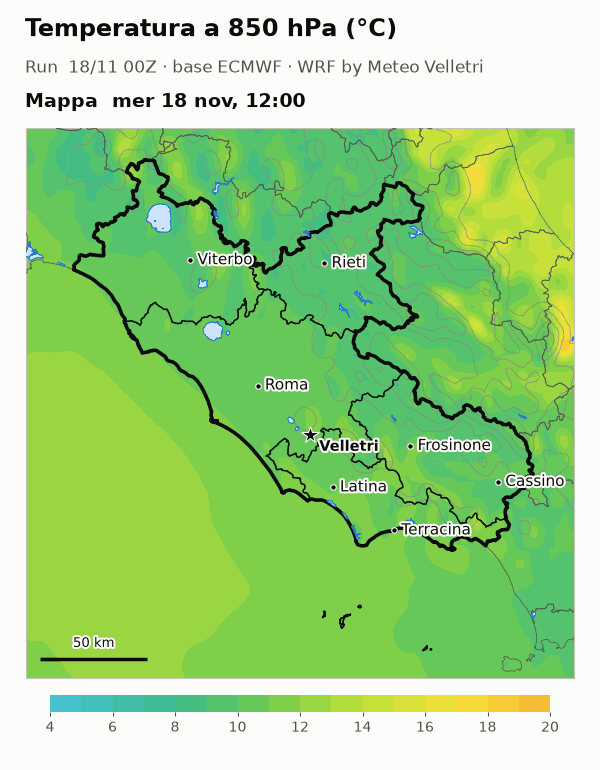 Temperatura a 850 hPa (°C)
Run  18/11 00Z · base ECMWF · WRF by Meteo Velletri
Mappa  mer 18 nov, 12:00
Viterbo
Rieti
Roma
Velletri
Frosinone
Latina
Cassino
Terracina
50 km
4 6 8 10 12 14 16 18 20